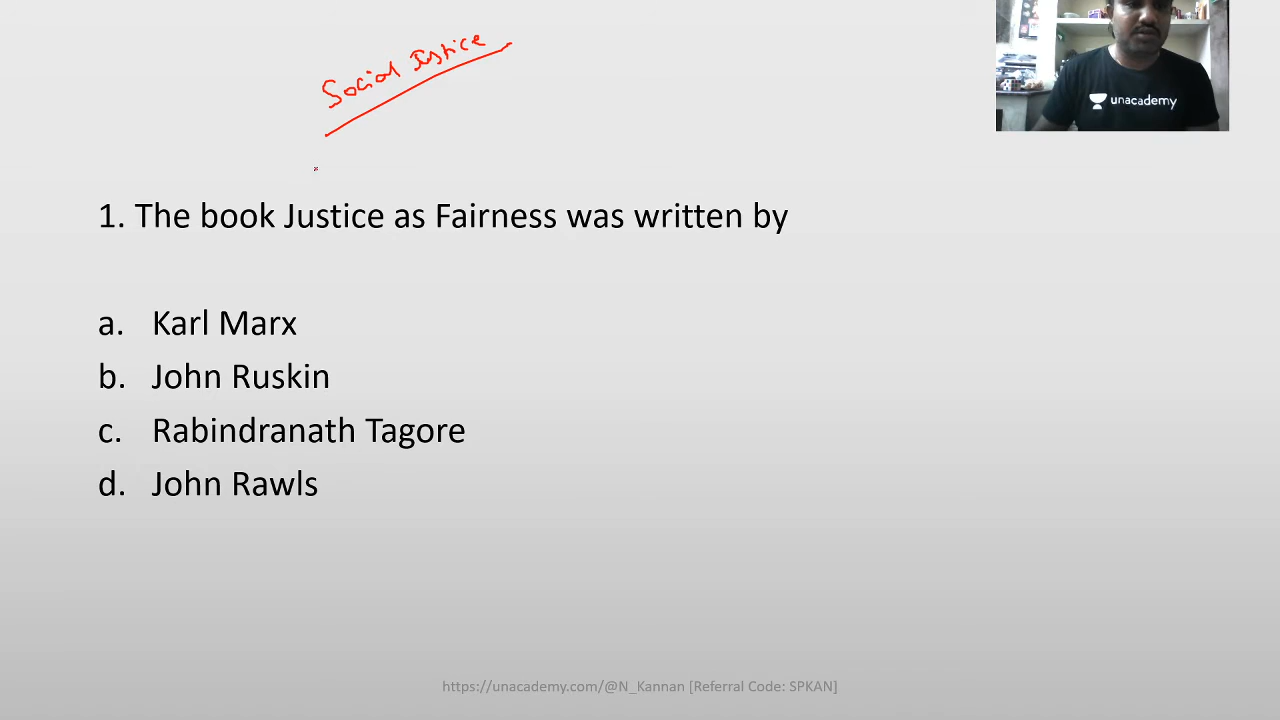 Social Justice
unacademy
1. The book Justice as Fairness was written by
a. Karl Marx
b. John Ruskin
c. Rabindranath Tagore
d. John Rawls
https://unacademy.com/@N_Kannan [Referral Code: SPKAN]